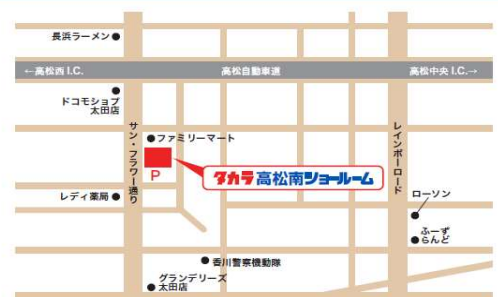 長浜ラーメン
←高松西 I.C.
高松自動車道
高松中央 I.C.→
ドコモショップ
太田店
サン・フラワー通り
ファミリーマート
レインボーロード
P
タカラ高松南ショールーム
レディ薬局
ローソン
ふーず
らんど
香川警察機動隊
グランデリーズ
太田店